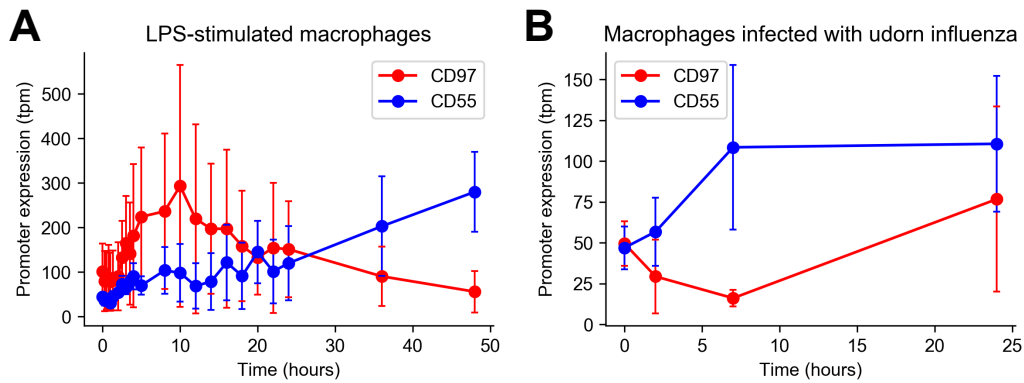 A
LPS-stimulated macrophages
Promoter expression (tpm)
500
400
300
200
100
0
CD97
CD55
0
10
20
30
40
50
Time (hours)
B
Macrophages infected with udorn influenza
Promoter expression (tpm)
150
125
100
75
50
25
0
CD97
CD55
0
5
10
15
20
25
Time (hours)